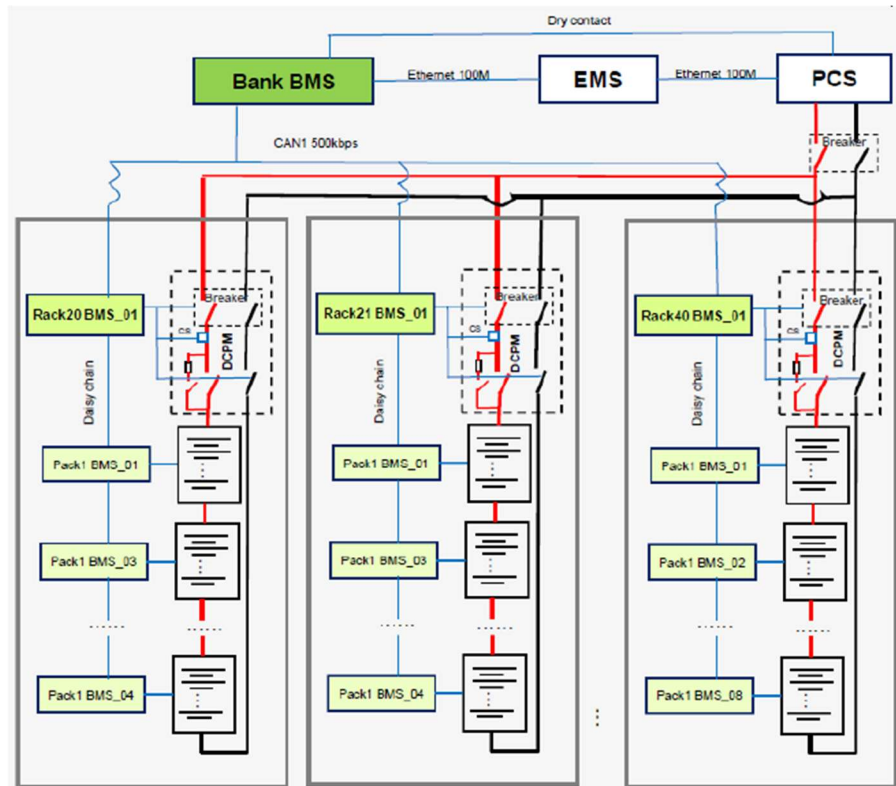 Dry contact
Bank BMS
Ethernet 100M
EMS
Ethernet 100M
PCS
CAN1 500kbps
Breaker
Rack20 BMS_01
Breaker
CS
DCPM
Daisy chain
Pack1 BMS_01
Pack1 BMS_03
......
Pack1 BMS_04
Rack21 BMS_01
Breaker
CS
DCPM
Daisy chain
Pack1 BMS_01
Pack1 BMS_03
......
Pack1 BMS_04
Rack40 BMS_01
Breaker
CS
DCPM
Daisy chain
Pack1 BMS_01
Pack1 BMS_02
......
Pack1 BMS_08